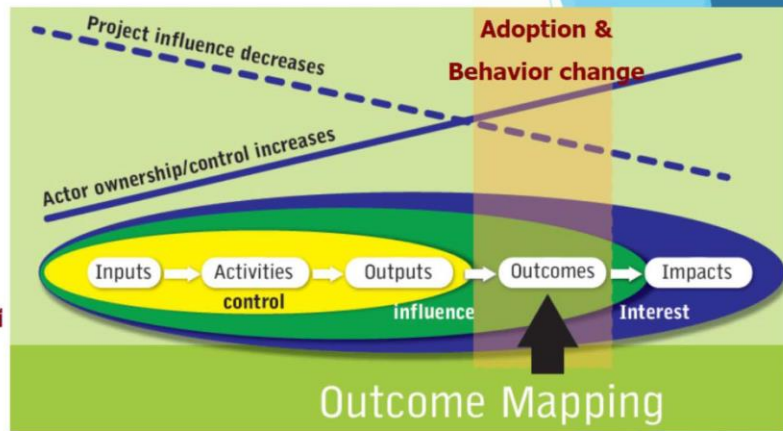 Adoption &
Behavior change
Project influence decreases
Actor ownership/control increases
Inputs Activities Outputs Outcomes Impacts
control
influence
Interest
i
Outcome Mapping